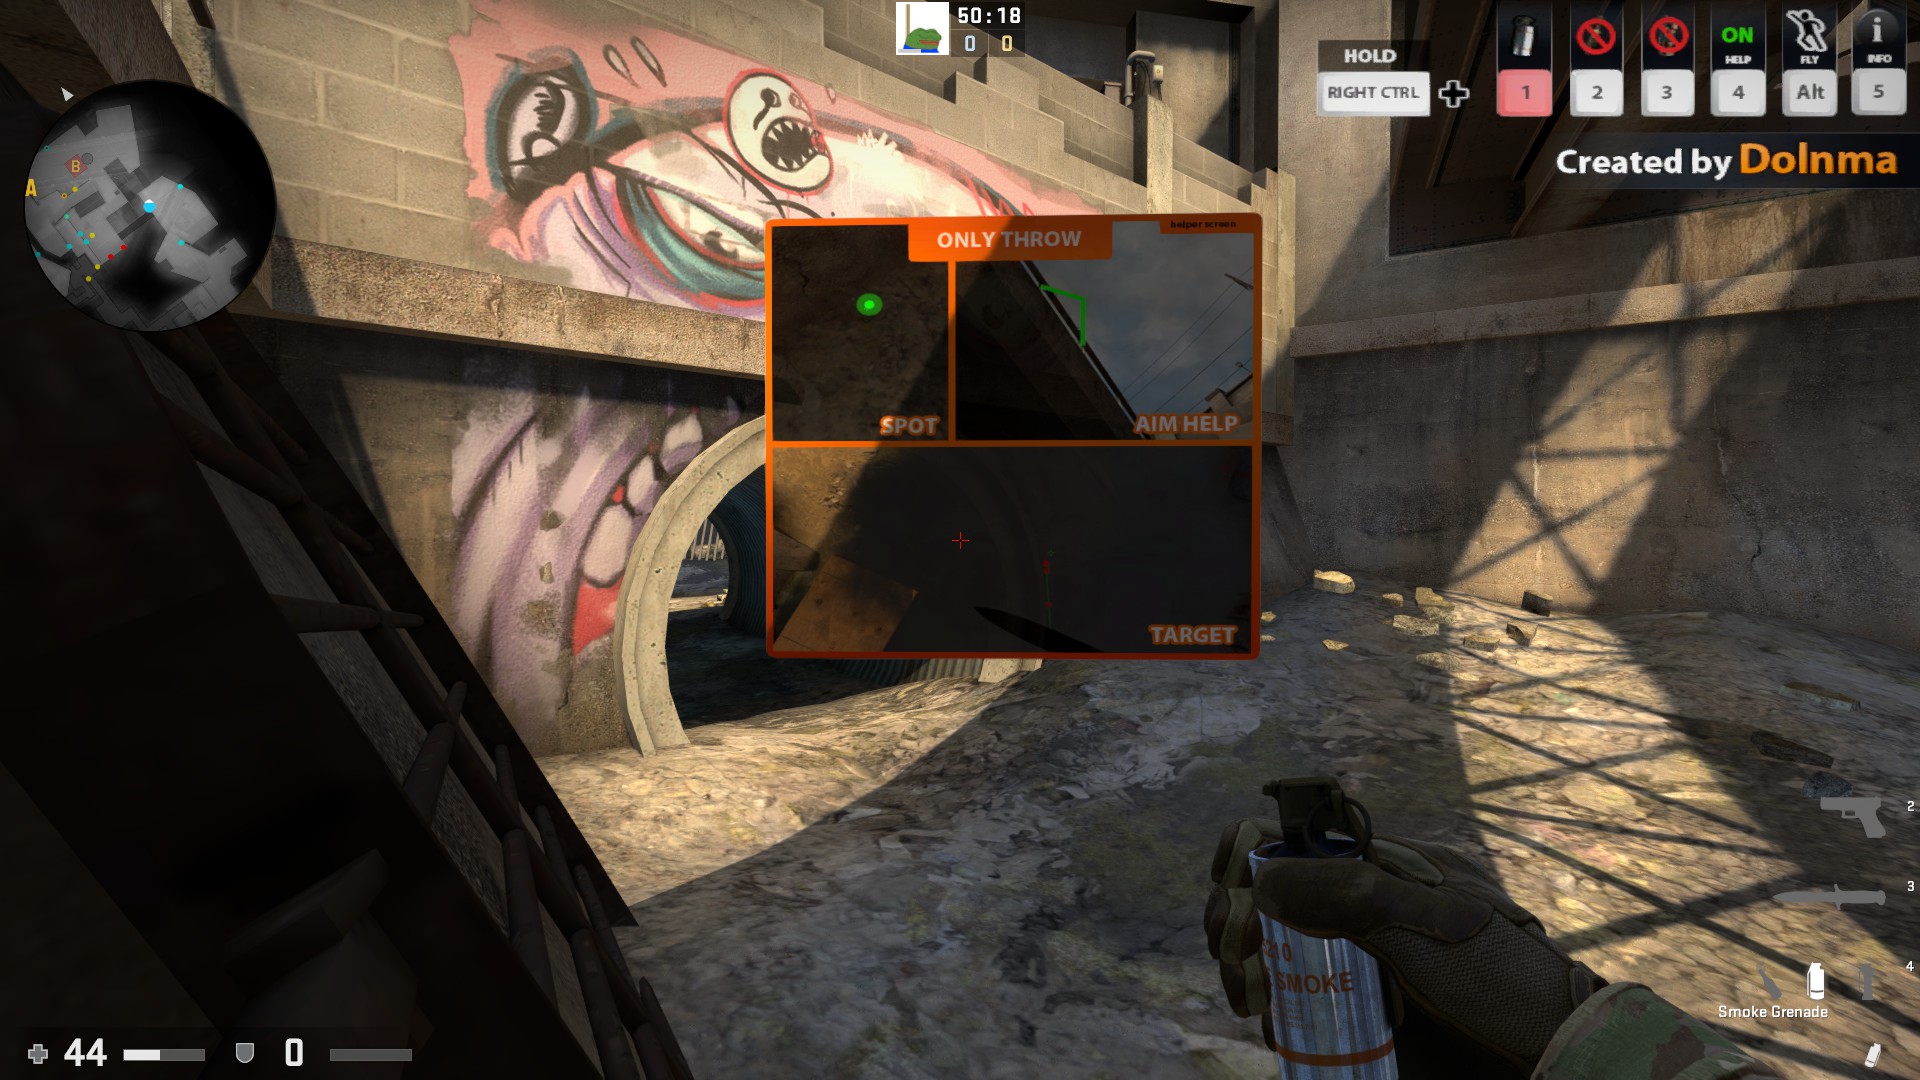 50:18
0 0
HOLD
RIGHT CTRL
1
2
3
ON
HELP
4
FLY
Alt
i
INFO
5
Created by Dolnma
A
B
helper screen
ONLY THROW
SPOT
AIM HELP
TARGET
2
3
4
SMOKE
Smoke Grenade
44
0